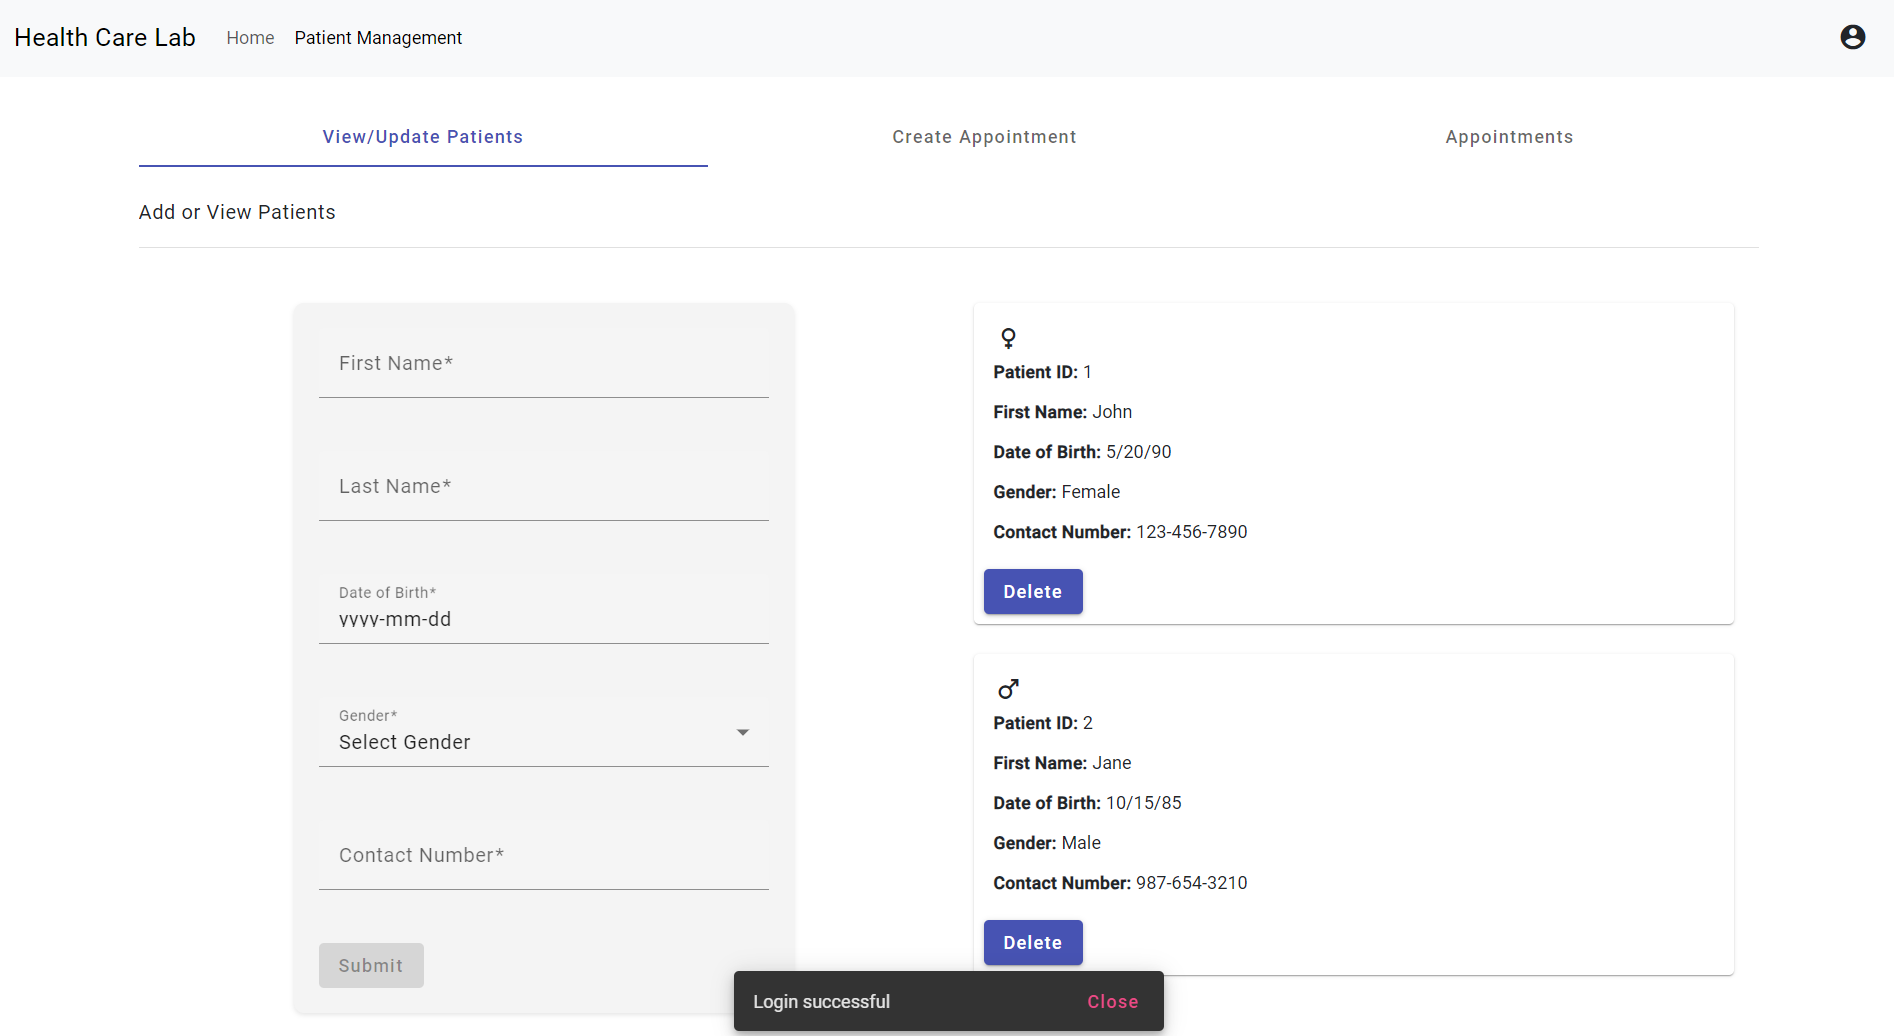 Health Care Lab Home Patient Management
View/Update Patients Create Appointment Appointments
Add or View Patients
First Name*
Last Name*
Date of Birth*
yyyy-mm-dd
Gender*
Select Gender
Contact Number*
Submit
Patient ID: 1
First Name: John
Date of Birth: 5/20/90
Gender: Female
Contact Number: 123-456-7890
Delete
Patient ID: 2
First Name: Jane
Date of Birth: 10/15/85
Gender: Male
Contact Number: 987-654-3210
Delete
Login successful Close